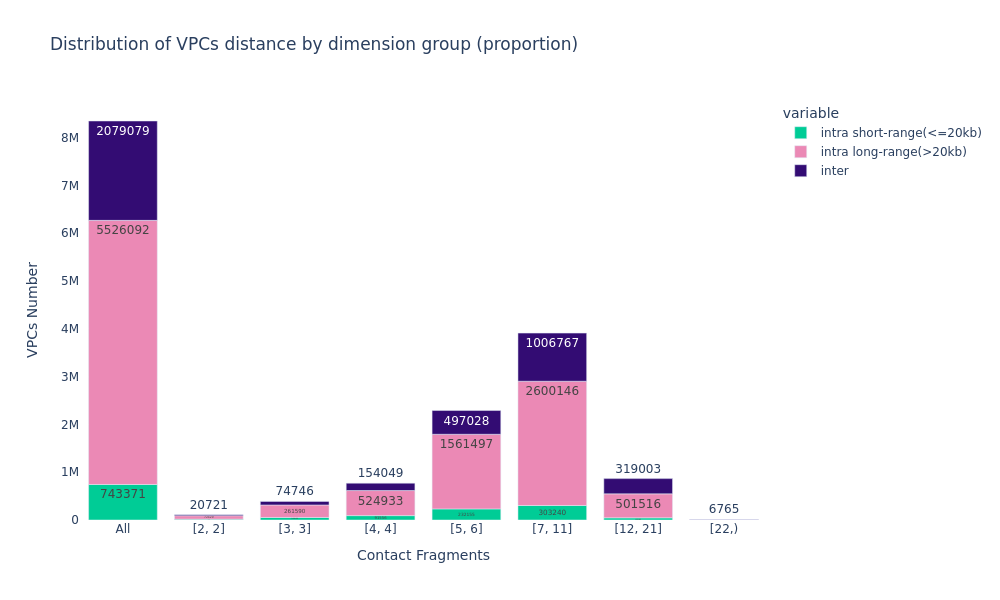 Distribution of VPCs distance by dimension group (proportion)
variable
intra short-range(<=20kb)
intra long-range(>20kb)
inter
VPCs Number
8M
7M
6M
5M
4M
3M
2M
1M
0
2079079
5526092
743371
20721
74746
261590
154049
524933
497028
1561497
1006767
2600146
303240
319003
501516
6765
All
[2, 2]
[3, 3]
[4, 4]
[5, 6]
[7, 11]
[12, 21]
[22,)
Contact Fragments